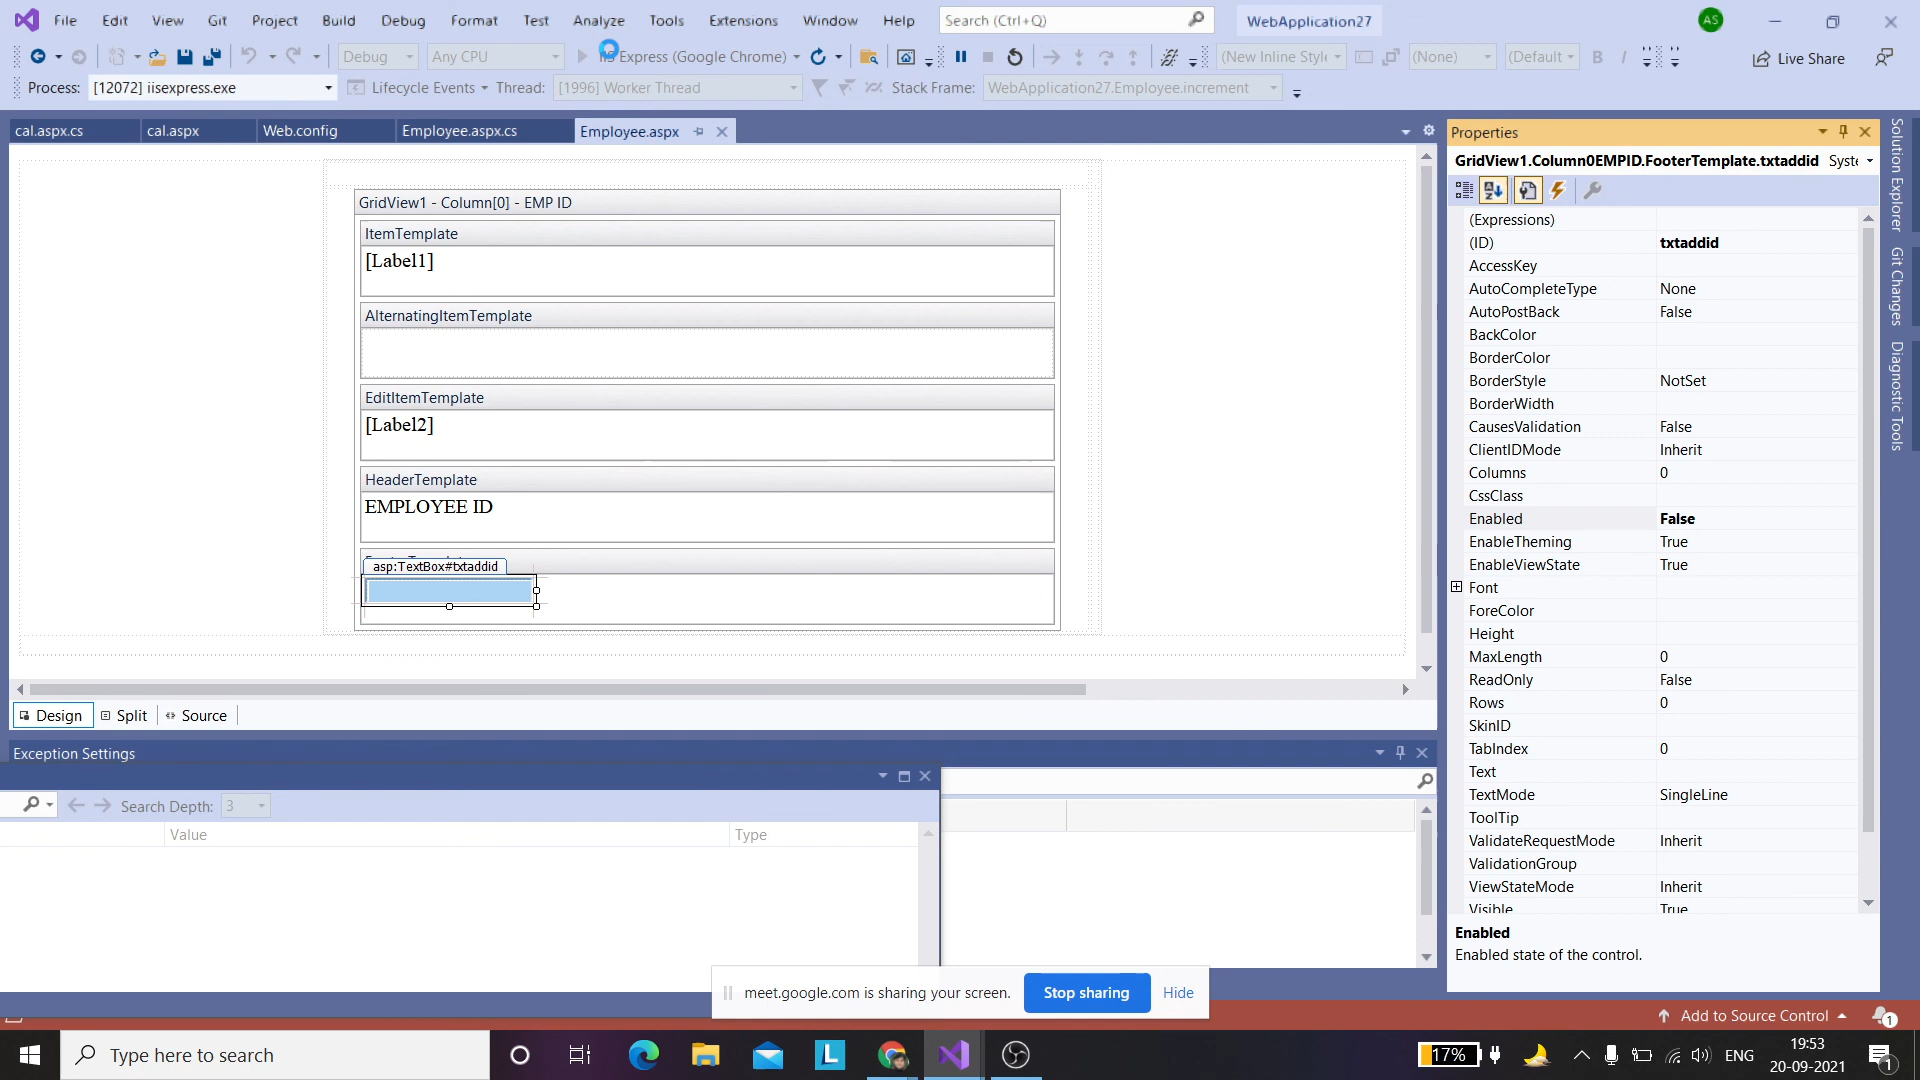 File Edit View Git Project Build Debug Format Test Analyze Tools Extensions Window Help Search (Ctrl+Q) WebApplication27 AS
Debug Any CPU IIS Express (Google Chrome) (New Inline Style (None) (Default B I Live Share
Process: [12072] iisexpress.exe Lifecycle Events Thread: [1996] Worker Thread Stack Frame: WebApplication27.Employee.increment
cal.aspx.cs cal.aspx Web.config Employee.aspx.cs Employee.aspx
GridView1 - Column[0] - EMP ID
ItemTemplate
[Label1]
AlternatingItemTemplate
EditItemTemplate
[Label2]
HeaderTemplate
EMPLOYEE ID
asp:TextBox#txtaddid
Design Split Source
Exception Settings
Search Depth: 3
Value Type
Properties
GridView1.Column0EMPID.FooterTemplate.txtaddid Syste
(Expressions)
(ID) txtaddid
AccessKey
AutoCompleteType None
AutoPostBack False
BackColor
BorderColor
BorderStyle NotSet
BorderWidth
CausesValidation False
ClientIDMode Inherit
Columns 0
CssClass
Enabled False
EnableTheming True
EnableViewState True
Font
ForeColor
Height
MaxLength 0
ReadOnly False
Rows 0
SkinID
TabIndex 0
Text
TextMode SingleLine
ToolTip
ValidateRequestMode Inherit
ValidationGroup
ViewStateMode Inherit
Visible True
Enabled
Enabled state of the control.
Solution Explorer
Git Changes
Diagnostic Tools
meet.google.com is sharing your screen. Stop sharing Hide
Add to Source Control 1
Type here to search
17% ENG 19:53
20-09-2021 1